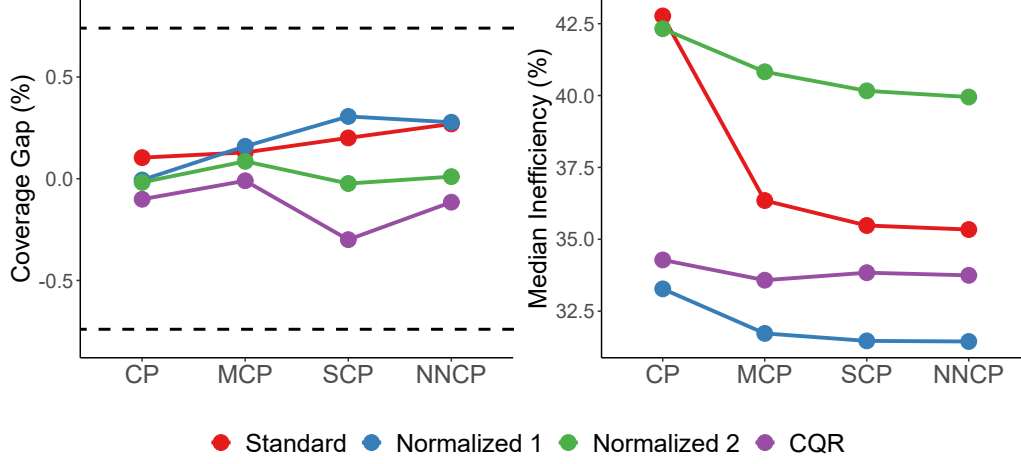 Coverage Gap (%)
0.5
0.0
-0.5
CP MCP SCP NNCP
Median Inefficiency (%)
42.5
40.0
37.5
35.0
32.5
CP MCP SCP NNCP
Standard Normalized 1 Normalized 2 CQR